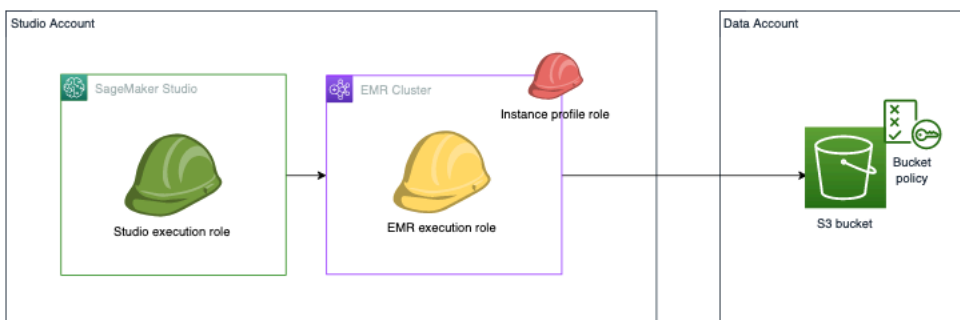 Studio Account
Data Account
SageMaker Studio
EMR Cluster
Instance profile role
Studio execution role
EMR execution role
Bucket
policy
S3 bucket